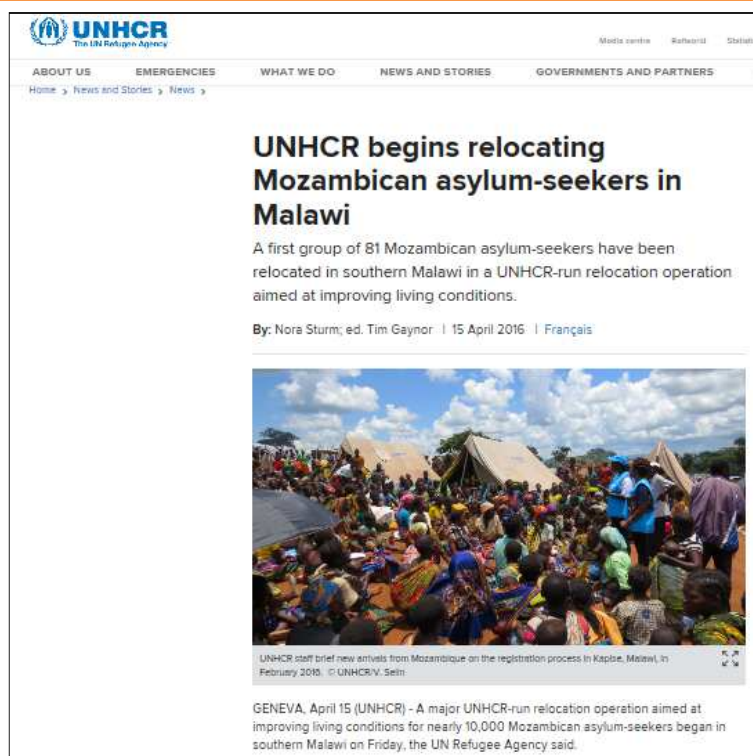 UNHCR
The UN Refugee Agency
Media centre Refworld
ABOUT US EMERGENCIES WHAT WE DO NEWS AND STORIES GOVERNMENTS AND PARTNERS
Home > News and Stories > News >
UNHCR begins relocating
Mozambican asylum-seekers in
Malawi
A first group of 81 Mozambican asylum-seekers have been
relocated in southern Malawi in a UNHCR-run relocation operation
aimed at improving living conditions.
By: Nora Sturm; ed. Tim Gaynor | 15 April 2016 | Français
UNHCR staff brief new arrivals from Mozambique on the registration process in Kapise, Malawi, in
February 2016. © UNHCR/V. Selin
GENEVA, April 15 (UNHCR) - A major UNHCR-run relocation operation aimed at
improving living conditions for nearly 10,000 Mozambican asylum-seekers began in
southern Malawi on Friday, the UN Refugee Agency said.